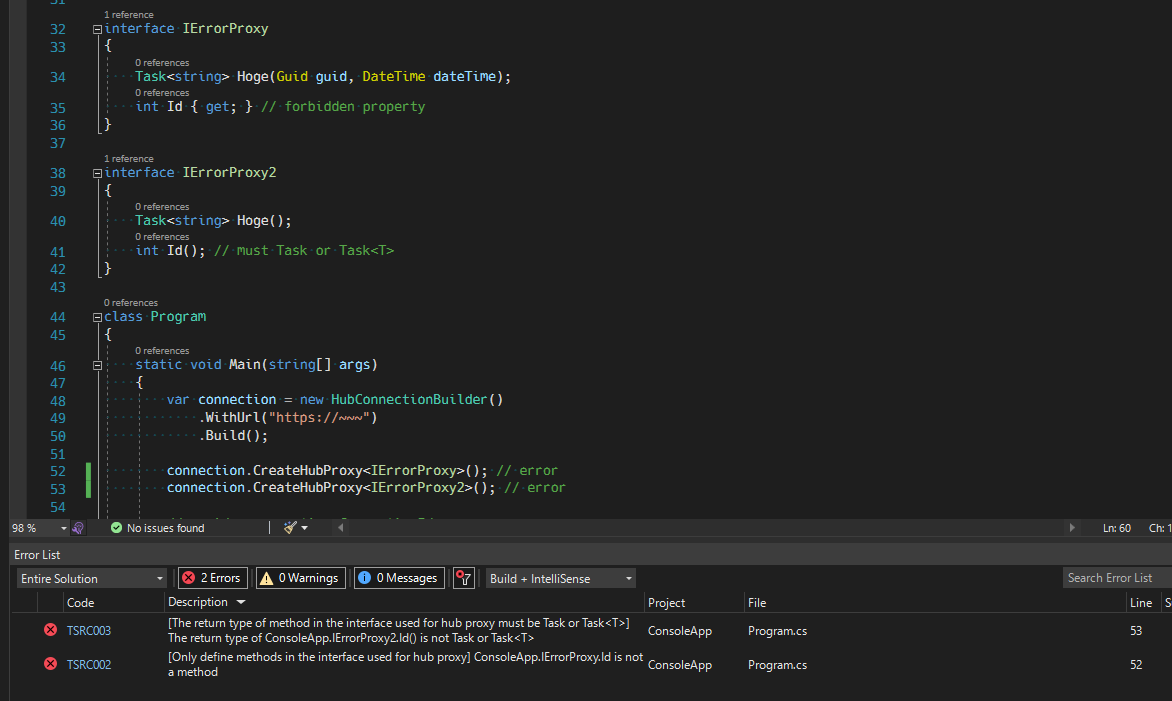 31
1 reference
32 interface IErrorProxy
33 {
0 references
34 Task<string> Hoge(Guid guid, DateTime dateTime);
0 references
35 int Id { get; } // forbidden property
36 }
37
1 reference
38 interface IErrorProxy2
39 {
0 references
40 Task<string> Hoge();
0 references
41 int Id(); // must Task or Task<T>
42 }
43
0 references
44 class Program
45 {
0 references
46 static void Main(string[] args)
47 {
48 var connection = new HubConnectionBuilder()
49 .WithUrl("https://~~~")
50 .Build();
51
52 connection.CreateHubProxy<IErrorProxy>(); // error
53 connection.CreateHubProxy<IErrorProxy2>(); // error
54
98 % No issues found Ln: 60 Ch: 1
Error List
Entire Solution 2 Errors 0 Warnings 0 Messages Build + IntelliSense Search Error List
Code Description Project File Line S
TSRC003 [The return type of method in the interface used for hub proxy must be Task or Task<T>] ConsoleApp Program.cs 53
The return type of ConsoleApp.IErrorProxy2.Id() is not Task or Task<T>
TSRC002 [Only define methods in the interface used for hub proxy] ConsoleApp.IErrorProxy.Id is not ConsoleApp Program.cs 52
a method